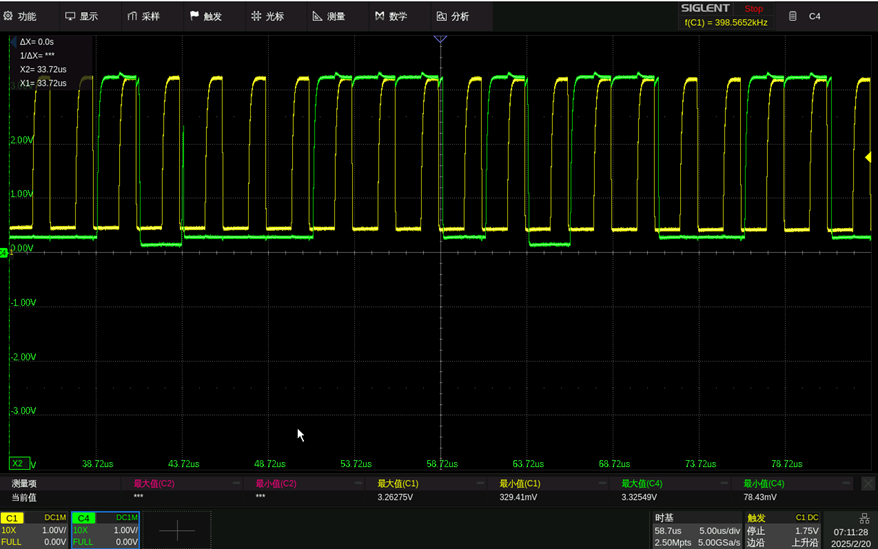 功能 显示 采样 触发 光标 测量 数学 分析 SIGLENT Stop C4
f(C1) = 398.5652kHz
ΔX= 0.0s
1/ΔX= ***
X2= 33.72us
X1= 33.72us
2.00V
1.00V
0.00V
-1.00V
-2.00V
-3.00V
X2 V 38.72us 43.72us 48.72us 53.72us 58.72us 63.72us 68.72us 73.72us 78.72us
测量项 最大值(C2) 最小值(C2) 最大值(C1) 最小值(C1) 最大值(C4) 最小值(C4)
当前值 *** *** 3.26275V 329.41mV 3.32549V 78.43mV
C1 DC1M C4 DC1M 时基 触发 C1 DC
10X 1.00V/ 10X 1.00V/ 58.7us 5.00us/div 停止 1.75V 07:11:28
FULL 0.00V FULL 0.00V 2.50Mpts 5.00GSa/s 边沿 上升沿 2025/2/20